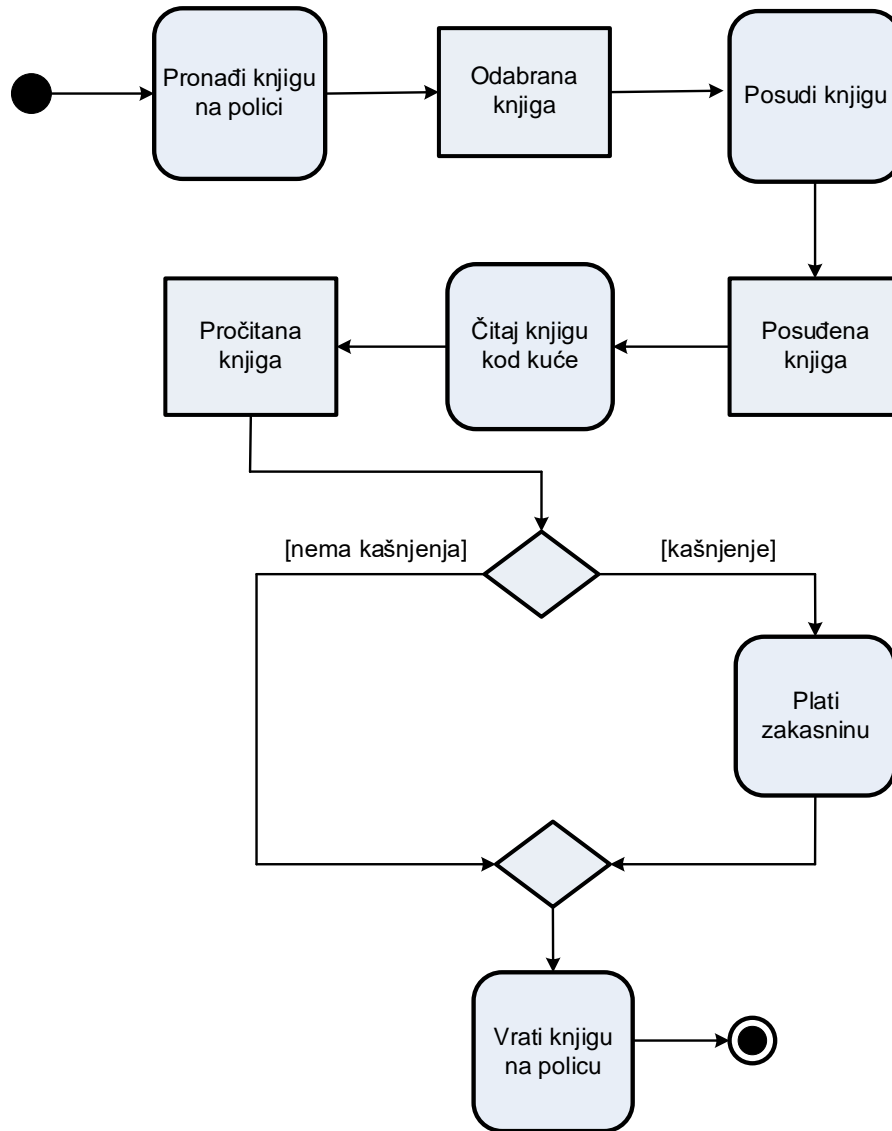 Pronađi knjigu
na polici
Odabrana
knjiga
Posudi knjigu
Pročitana
knjiga
Čitaj knjigu
kod kuće
Posuđena
knjiga
[nema kašnjenja]
[kašnjenje]
Plati
zakasninu
Vrati knjigu
na policu